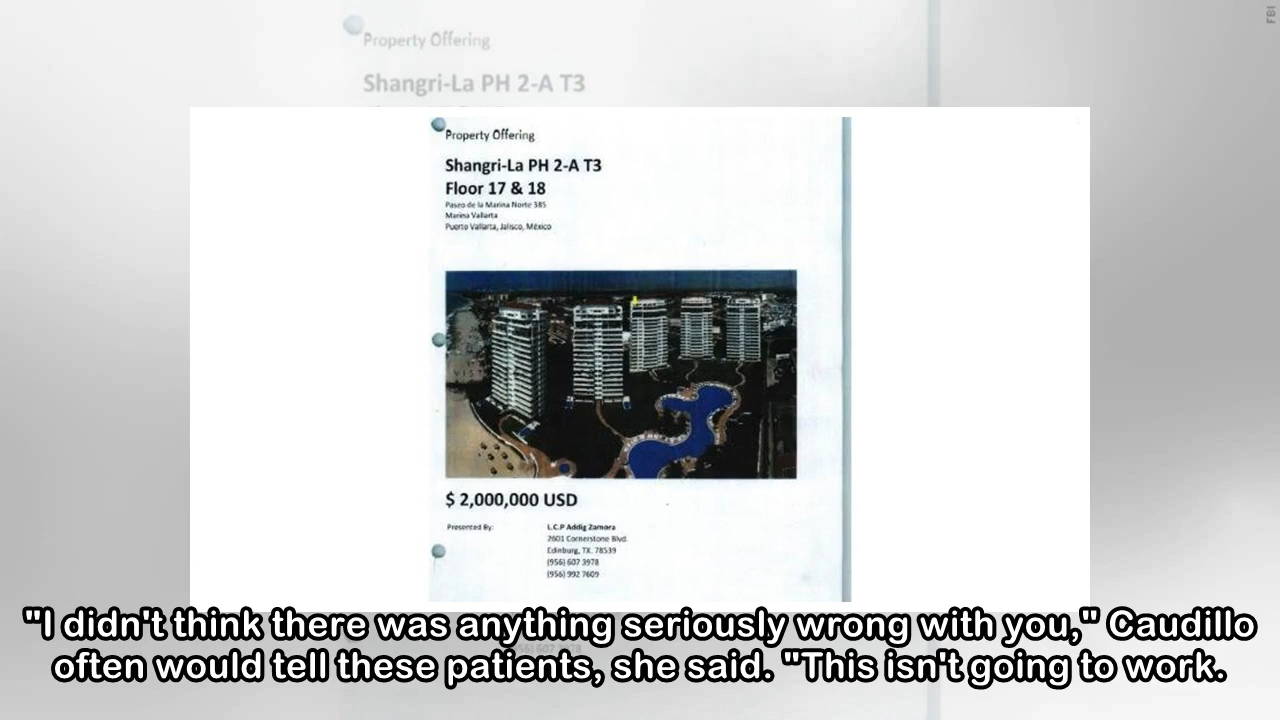 FBI
Property Offering
Shangri-La PH 2-A T3
Property Offering
Shangri-La PH 2-A T3
Floor 17 & 18
Paseo de la Marina Norte 385
Marina Vallarta
Puerto Vallarta, Jalisco, México
$ 2,000,000 USD
Presented By:
L.C.P Addig Zamora
2601 Cornerstone Blvd.
Edinburg, TX. 78539
(956) 607 3978
(956) 992 7609
"I didn't think there was anything seriously wrong with you," Caudillo
often would tell these patients, she said. "This isn't going to work.